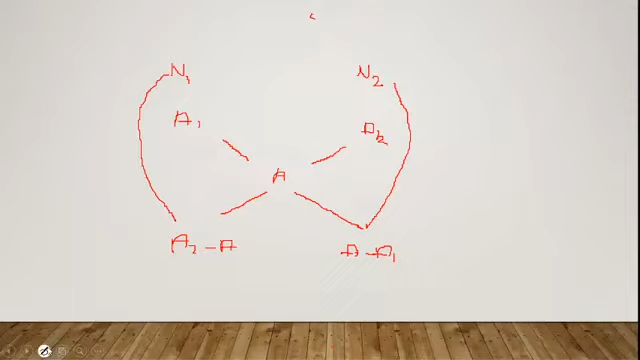 N₁ N₂
A₁ A₂
A
A₂ – A A – A₁